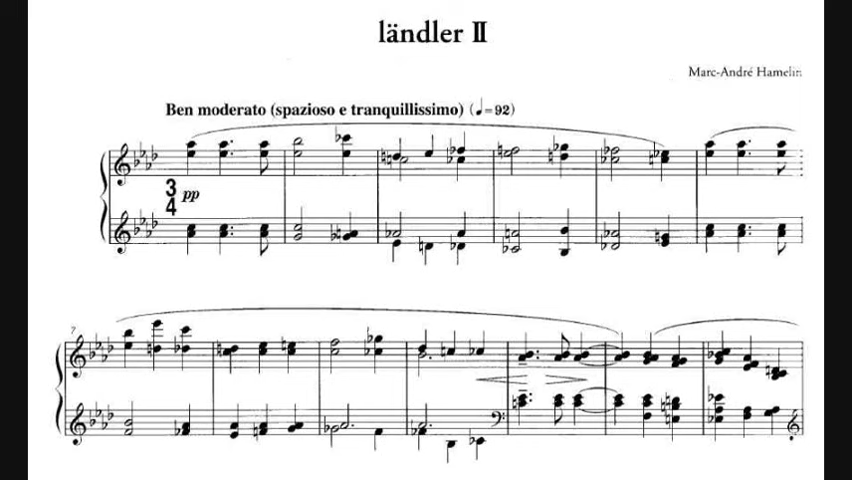 ländler II
Marc-André Hamelin
Ben moderato (spazioso e tranquillissimo) (♩=92)
3
4
pp
7